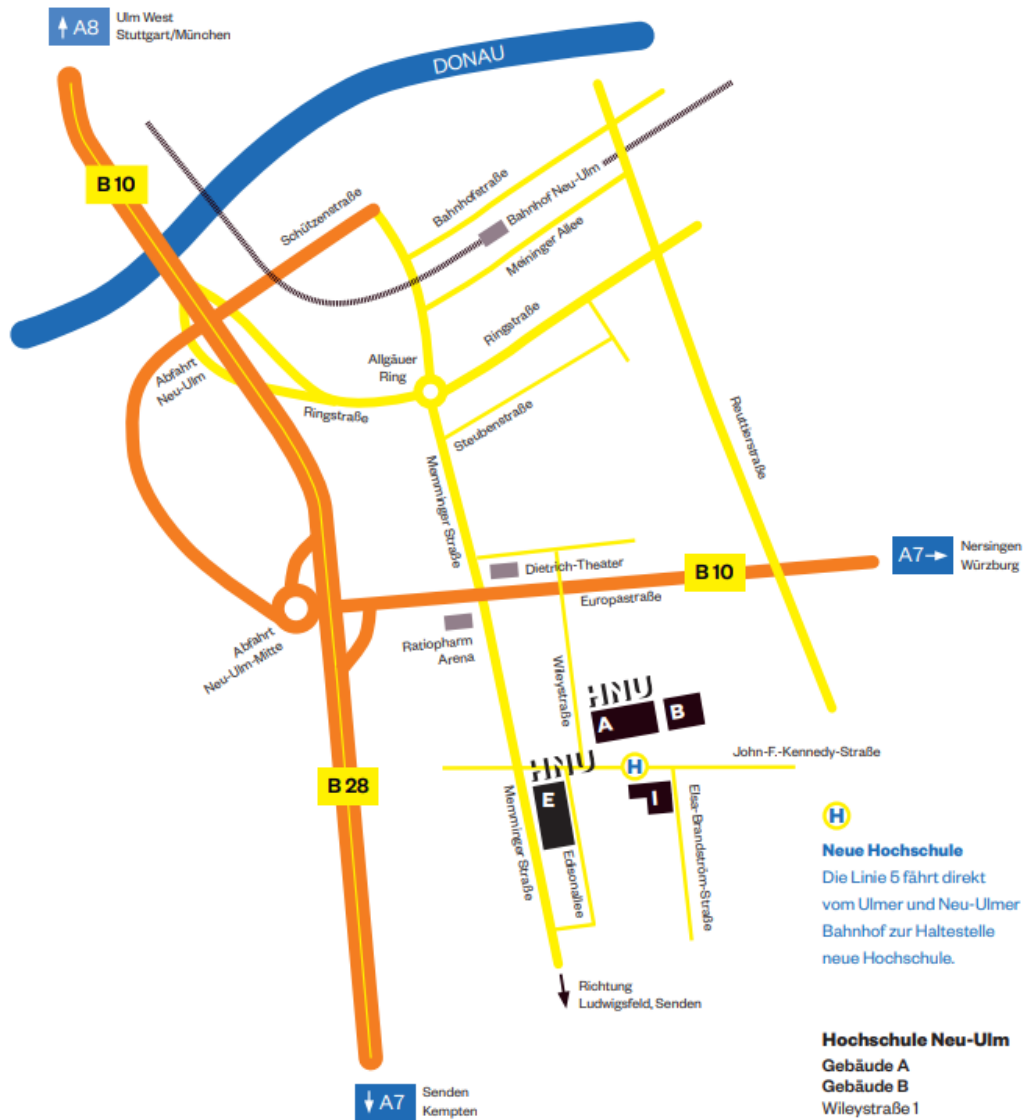 A8
Ulm West
Stuttgart/München
DONAU
B 10
Schützenstraße
Bahnhofstraße
Bahnhof Neu-Ulm
Meininger Allee
Ringstraße
Abfahrt
Neu-Ulm
Allgäuer
Ring
Ringstraße
Steubenstraße
Reuttierstraße
Memminger Straße
Dietrich-Theater
B 10
A7
Nersingen
Würzburg
Europastraße
Abfahrt
Neu-Ulm-Mitte
Ratiopharm
Arena
Wileystraße
HNU
A
B
John-F.-Kennedy-Straße
HNU
H
B 28
E
I
Memminger Straße
Edisonallee
Elsa-Brandström-Straße
H
Neue Hochschule
Die Linie 5 fährt direkt
vom Ulmer und Neu-Ulmer
Bahnhof zur Haltestelle
neue Hochschule.
Richtung
Ludwigsfeld, Senden
Hochschule Neu-Ulm
Gebäude A
Gebäude B
Wileystraße 1
A7
Senden
Kempten